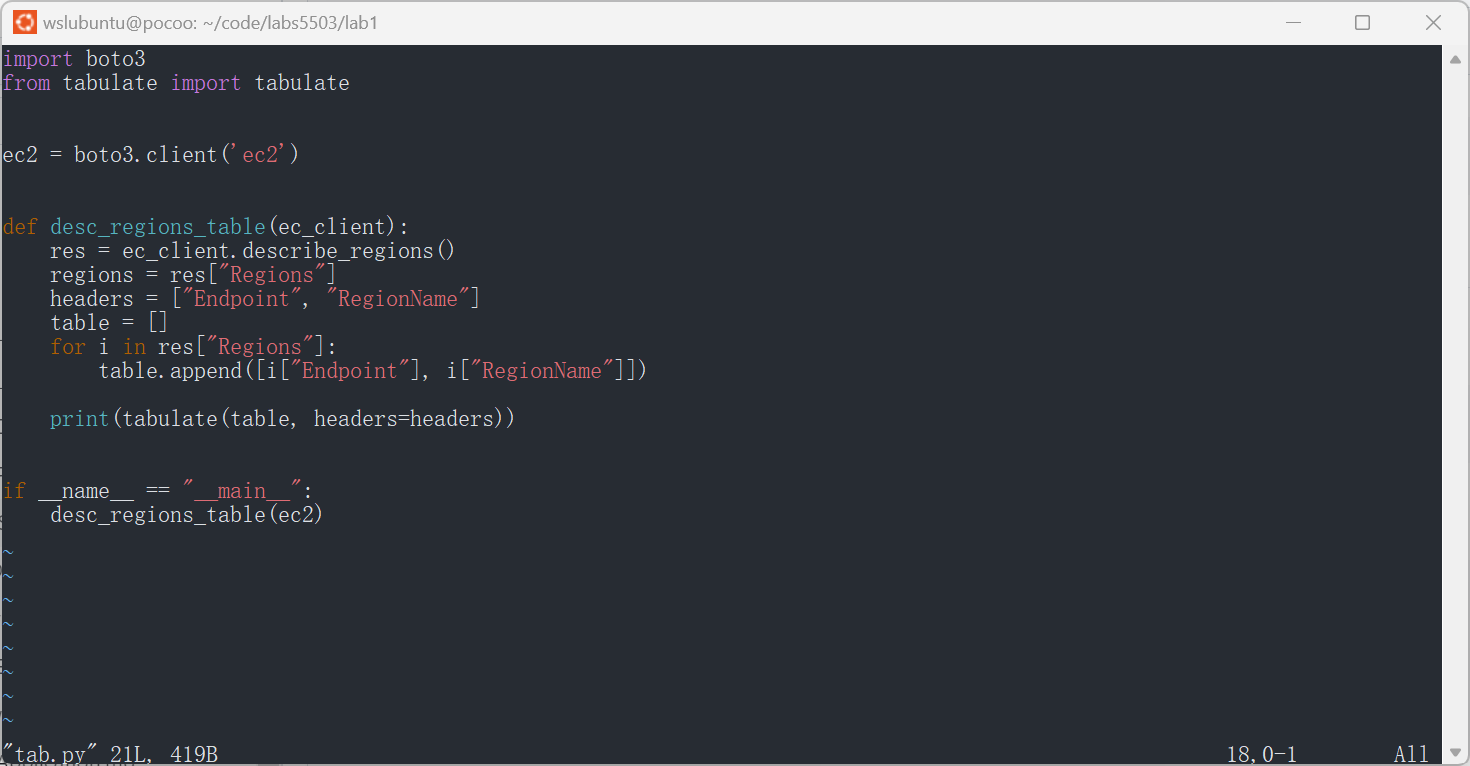 wslubuntu@pocoo: ~/code/labs5503/lab1
import boto3
from tabulate import tabulate
ec2 = boto3.client('ec2')
def desc_regions_table(ec_client):
    res = ec_client.describe_regions()
    regions = res["Regions"]
    headers = ["Endpoint", "RegionName"]
    table = []
    for i in res["Regions"]:
        table.append([i["Endpoint"], i["RegionName"]])
    print(tabulate(table, headers=headers))
if __name__ == "__main__":
    desc_regions_table(ec2)
~
~
~
~
~
~
~
~
"tab.py" 21L, 419B 18,0-1 All